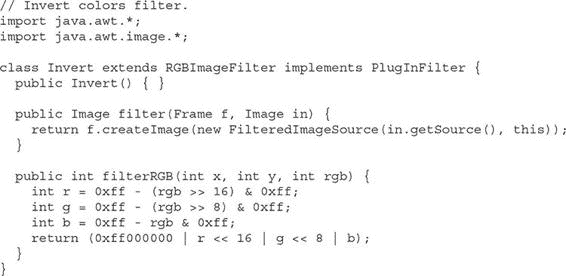 // Invert colors filter.
import java.awt.*;
import java.awt.image.*;

class Invert extends RGBImageFilter implements PlugInFilter {
  public Invert() { }

  public Image filter(Frame f, Image in) {
    return f.createImage(new FilteredImageSource(in.getSource(), this));
  }

  public int filterRGB(int x, int y, int rgb) {
    int r = 0xff - (rgb >> 16) & 0xff;
    int g = 0xff - (rgb >> 8) & 0xff;
    int b = 0xff - rgb & 0xff;
    return (0xff000000 | r << 16 | g << 8 | b);
  }
}